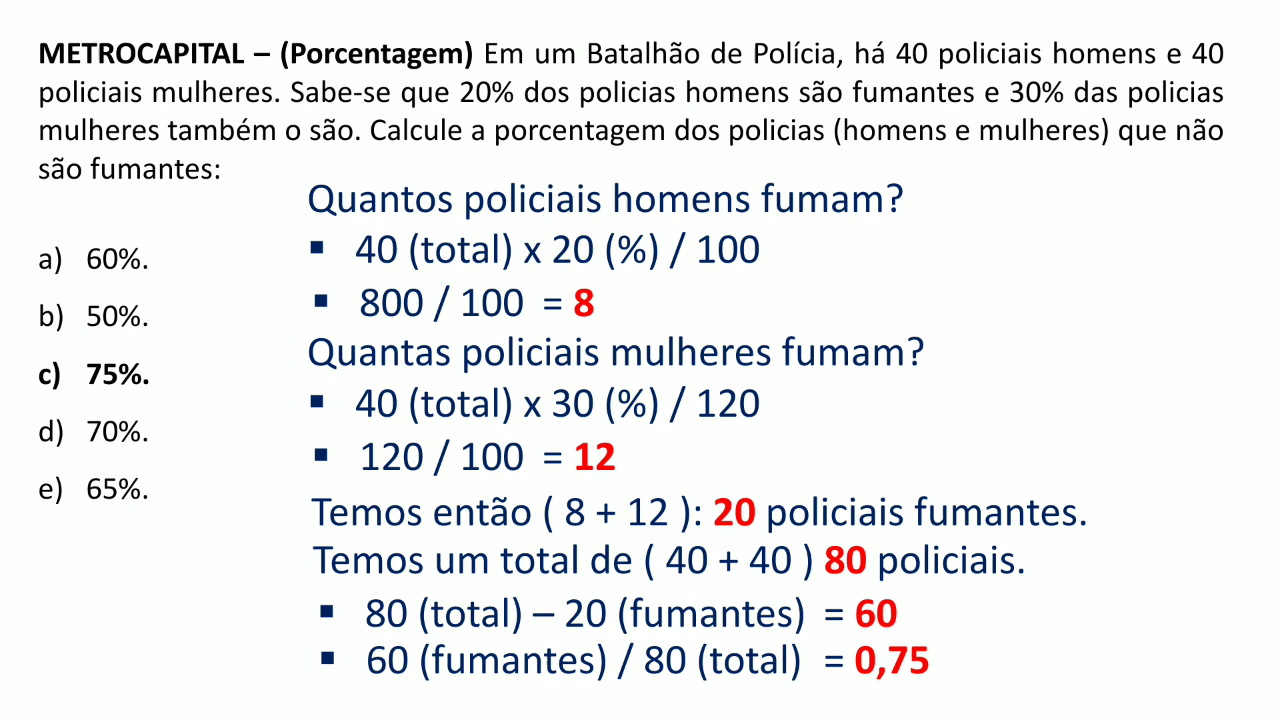 METROCAPITAL – (Porcentagem) Em um Batalhão de Polícia, há 40 policiais homens e 40
policiais mulheres. Sabe-se que 20% dos policias homens são fumantes e 30% das policias
mulheres também o são. Calcule a porcentagem dos policias (homens e mulheres) que não
são fumantes:
a) 60%.
b) 50%.
c) 75%.
d) 70%.
e) 65%.
Quantos policiais homens fumam?
▪ 40 (total) x 20 (%) / 100
▪ 800 / 100 = 8
Quantas policiais mulheres fumam?
▪ 40 (total) x 30 (%) / 120
▪ 120 / 100 = 12
Temos então ( 8 + 12 ): 20 policiais fumantes.
Temos um total de ( 40 + 40 ) 80 policiais.
▪ 80 (total) – 20 (fumantes) = 60
▪ 60 (fumantes) / 80 (total) = 0,75